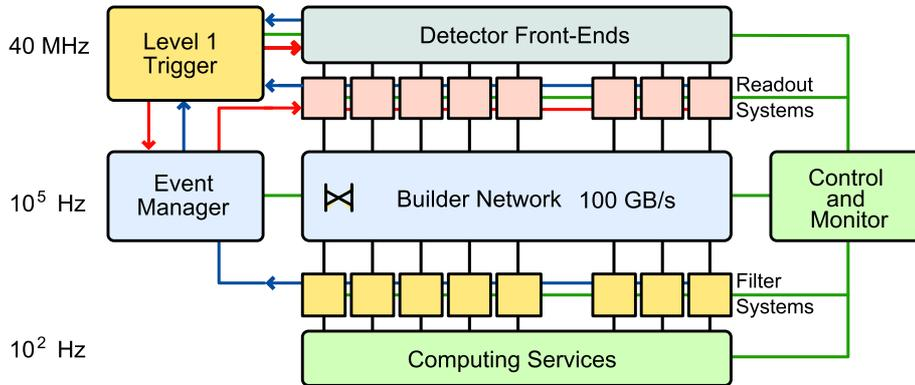 40 MHz
Level 1
Trigger
Detector Front-Ends
Readout
Systems
10⁵ Hz
Event
Manager
Builder Network 100 GB/s
Control
and
Monitor
Filter
Systems
10² Hz
Computing Services